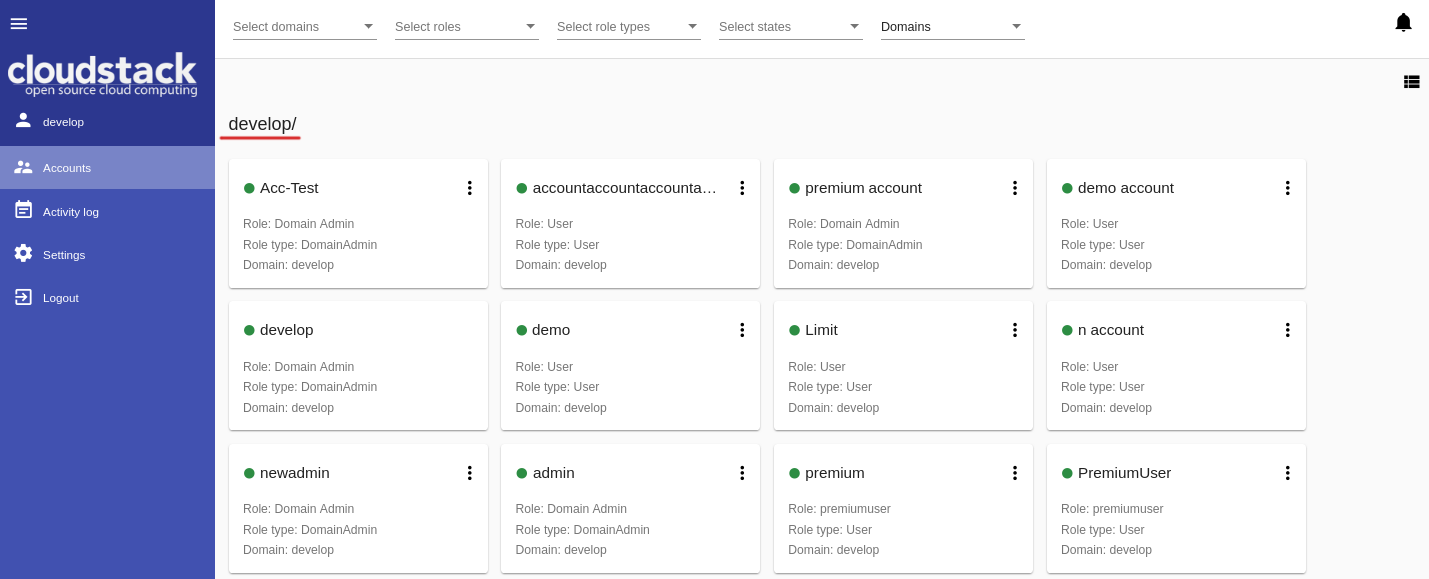 Select domains
Select roles
Select role types
Select states
Domains
cloudstack
open source cloud computing
develop
Accounts
Activity log
Settings
Logout
develop/
Acc-Test
Role: Domain Admin
Role type: DomainAdmin
Domain: develop
accountaccountaccounta…
Role: User
Role type: User
Domain: develop
premium account
Role: Domain Admin
Role type: DomainAdmin
Domain: develop
demo account
Role: User
Role type: User
Domain: develop
develop
Role: Domain Admin
Role type: DomainAdmin
Domain: develop
demo
Role: User
Role type: User
Domain: develop
Limit
Role: User
Role type: User
Domain: develop
n account
Role: User
Role type: User
Domain: develop
newadmin
Role: Domain Admin
Role type: DomainAdmin
Domain: develop
admin
Role: Domain Admin
Role type: DomainAdmin
Domain: develop
premium
Role: premiumuser
Role type: User
Domain: develop
PremiumUser
Role: premiumuser
Role type: User
Domain: develop